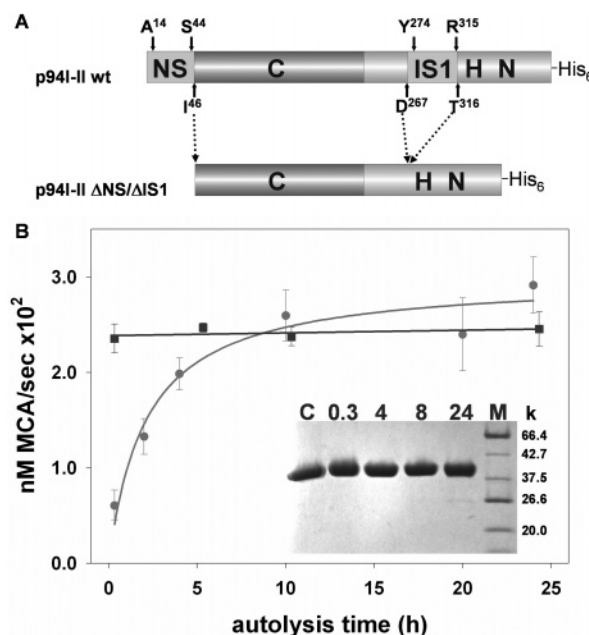 A
A14 S44 Y274 R315
p94I-II wt NS C IS1 H N -His6
I46 D267 T316
p94I-II ΔNS/ΔIS1 C H N -His6
B
nM MCA/sec x10²
3.0
2.0
1.0
0.0
C 0.3 4 8 24 M k
66.4
42.7
37.5
26.6
20.0
0 5 10 15 20 25
autolysis time (h)